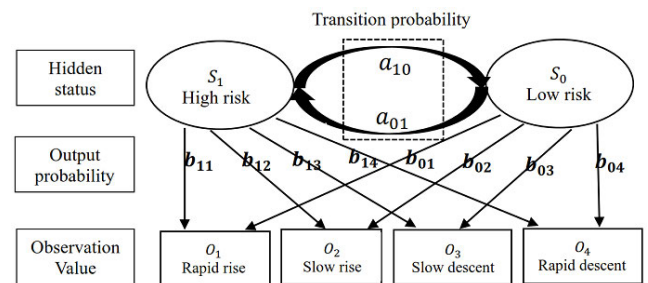 Transition probability
Hidden
status
S₁
High risk
a₁₀
a₀₁
S₀
Low risk
Output
probability
b₁₁ b₁₂ b₁₃ b₁₄ b₀₁ b₀₂ b₀₃ b₀₄
Observation
Value
O₁
Rapid rise
O₂
Slow rise
O₃
Slow descent
O₄
Rapid descent